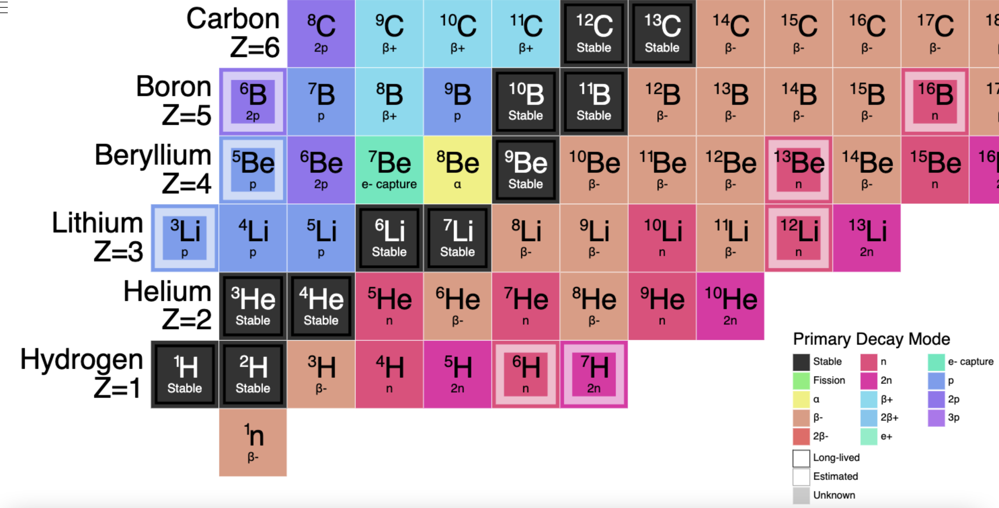 Carbon
Z=6
8C
2p
9C
β+
10C
β+
11C
β+
12C
Stable
13C
Stable
14C
β-
15C
β-
16C
β-
17C
β-
18
Boron
Z=5
6B
2p
7B
p
8B
β+
9B
p
10B
Stable
11B
Stable
12B
β-
13B
β-
14B
β-
15B
β-
16B
n
17
Beryllium
Z=4
5Be
p
6Be
2p
7Be
e- capture
8Be
α
9Be
Stable
10Be
β-
11Be
β-
12Be
β-
13Be
n
14Be
β-
15Be
n
16
Lithium
Z=3
3Li
p
4Li
p
5Li
p
6Li
Stable
7Li
Stable
8Li
β-
9Li
β-
10Li
n
11Li
β-
12Li
n
13Li
2n
Helium
Z=2
3He
Stable
4He
Stable
5He
n
6He
β-
7He
n
8He
β-
9He
n
10He
2n
Hydrogen
Z=1
1H
Stable
2H
Stable
3H
β-
4H
n
5H
2n
6H
n
7H
2n
1n
β-
Primary Decay Mode
Stable
Fission
α
β-
2β-
n
2n
β+
2β+
e+
e- capture
p
2p
3p
Long-lived
Estimated
Unknown